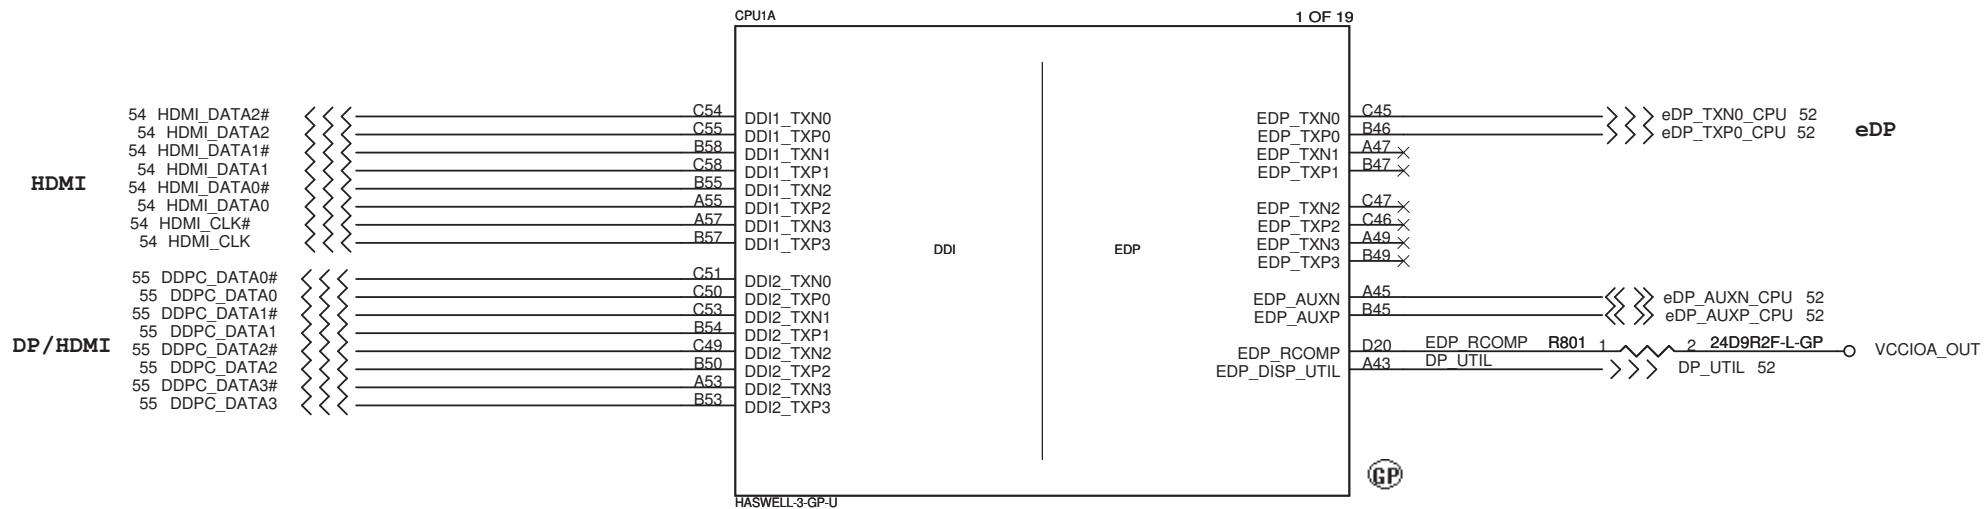 CPU1A
1 OF 19
54 HDMI_DATA2# C54 DDI1_TXN0
54 HDMI_DATA2 C55 DDI1_TXP0
54 HDMI_DATA1# B58 DDI1_TXN1
54 HDMI_DATA1 C58 DDI1_TXP1
54 HDMI_DATA0# B55 DDI1_TXN2
54 HDMI_DATA0 A55 DDI1_TXP2
54 HDMI_CLK# A57 DDI1_TXN3
54 HDMI_CLK B57 DDI1_TXP3
HDMI
55 DDPC_DATA0# C51 DDI2_TXN0
55 DDPC_DATA0 C50 DDI2_TXP0
55 DDPC_DATA1# C53 DDI2_TXN1
55 DDPC_DATA1 B54 DDI2_TXP1
55 DDPC_DATA2# C49 DDI2_TXN2
55 DDPC_DATA2 B50 DDI2_TXP2
55 DDPC_DATA3# A53 DDI2_TXN3
55 DDPC_DATA3 B53 DDI2_TXP3
DP/HDMI
DDI
EDP
EDP_TXN0 C45 eDP_TXN0_CPU 52
EDP_TXP0 B46 eDP_TXP0_CPU 52
eDP
EDP_TXN1 A47
EDP_TXP1 B47
EDP_TXN2 C47
EDP_TXP2 C46
EDP_TXN3 A49
EDP_TXP3 B49
EDP_AUXN A45 eDP_AUXN_CPU 52
EDP_AUXP B45 eDP_AUXP_CPU 52
EDP_RCOMP D20 EDP_RCOMP R801 1 2 24D9R2F-L-GP VCCIOA_OUT
EDP_DISP_UTIL A43 DP_UTIL DP_UTIL 52
GP
HASWELL-3-GP-U